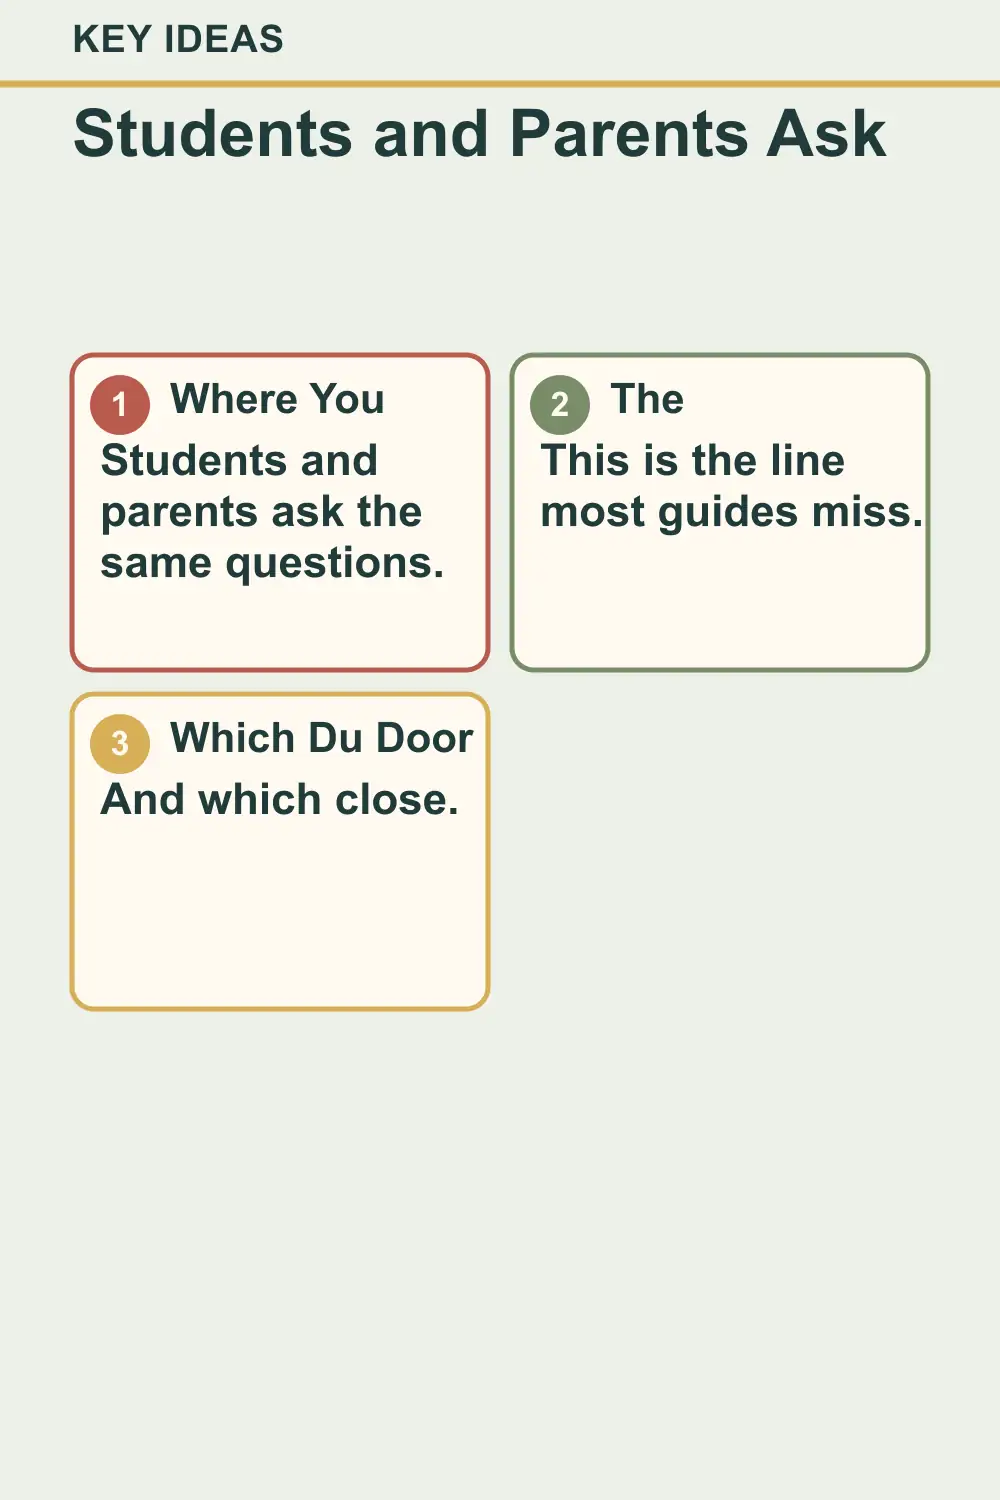 KEY IDEAS
Students and Parents Ask
1 Where You
Students and
parents ask the
same questions.
2 The
This is the line
most guides miss.
3 Which Du Door
And which close.